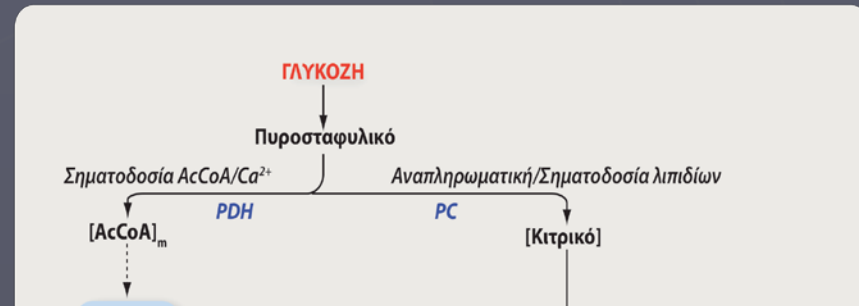 ΓΛΥΚΟΖΗ
Πυροσταφυλικό
Σηματοδοσία AcCoA/Ca²⁺
Αναπληρωματική/Σηματοδοσία λιπιδίων
PDH
PC
[AcCoA]ₘ
[Κιτρικό]